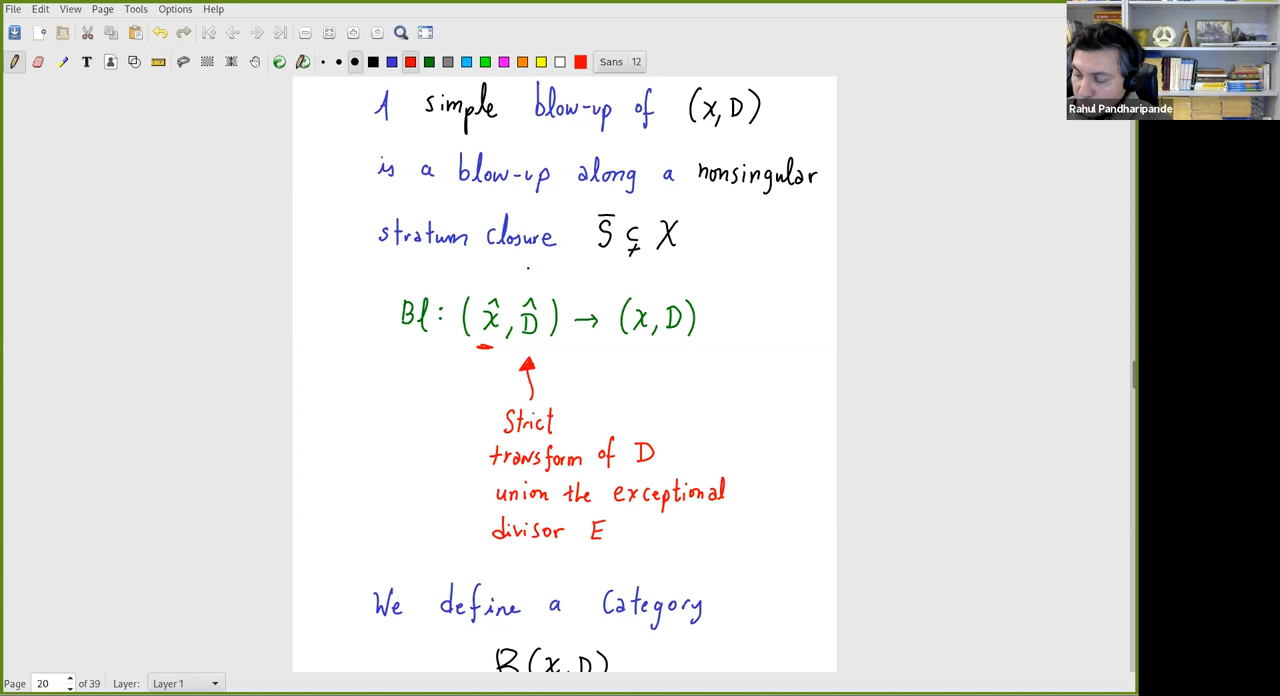 File Edit View Page Tools Options Help
Sans 12
Rahul Pandharipande
A simple blow-up of (X, D)
is a blow-up along a nonsingular
stratum closure S̄ ⊊ X
Bl: (X̂, D̂) → (X, D)
Strict
transform of D
union the exceptional
divisor E
We define a Category
B(X, D)
Page 20 of 39 Layer: Layer 1